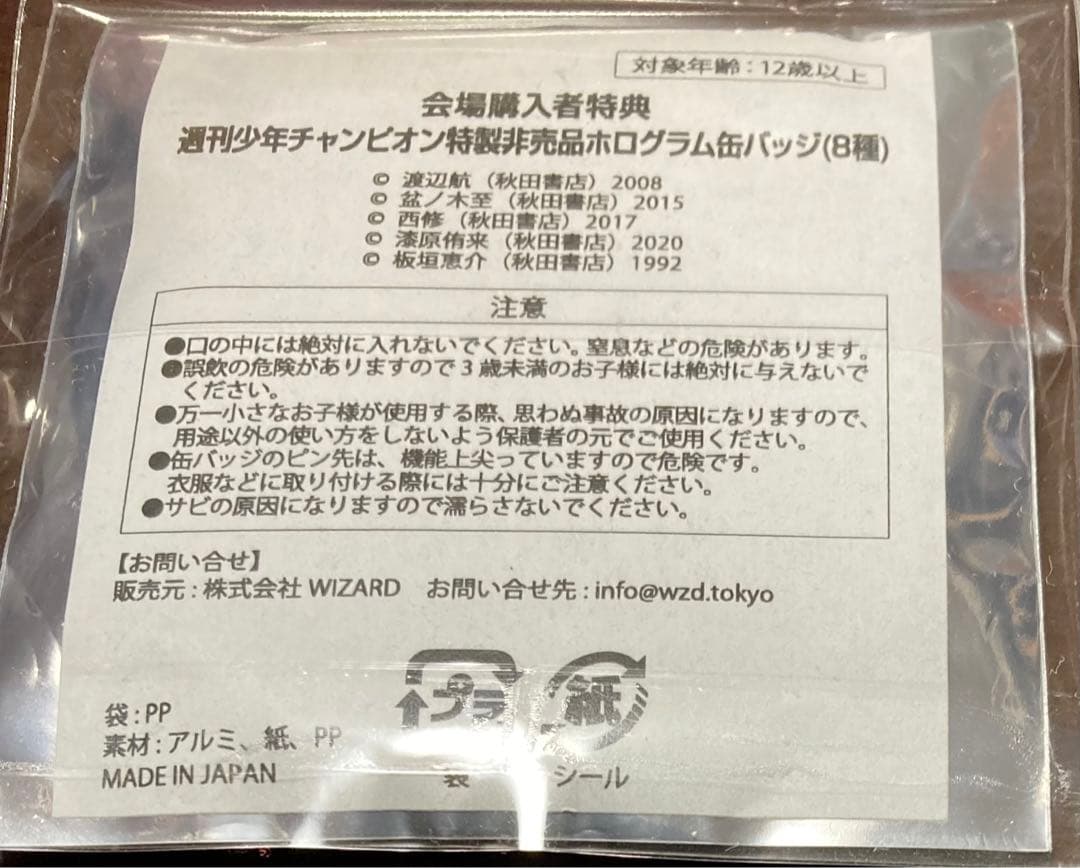 対象年齢：12歳以上
会場購入者特典
週刊少年チャンピオン特製非売品ホログラム缶バッジ(8種)
© 渡辺航（秋田書店）2008
© 盆ノ木至（秋田書店）2015
© 西修（秋田書店）2017
© 漆原侑来（秋田書店）2020
© 板垣恵介（秋田書店）1992
注意
●口の中には絶対に入れないでください。窒息などの危険があります。
●誤飲の危険がありますので3歳未満のお子様には絶対に与えないで
ください。
●万一小さなお子様が使用する際、思わぬ事故の原因になりますので、
用途以外の使い方をしないよう保護者の元でご使用ください。
●缶バッジのピン先は、機能上尖っていますので危険です。
衣服などに取り付ける際には十分にご注意ください。
●サビの原因になりますので濡らさないでください。
【お問い合せ】
販売元：株式会社 WIZARD　お問い合せ先：info@wzd.tokyo
プラ 紙
袋 シール
袋：PP
素材：アルミ、紙、PP
MADE IN JAPAN